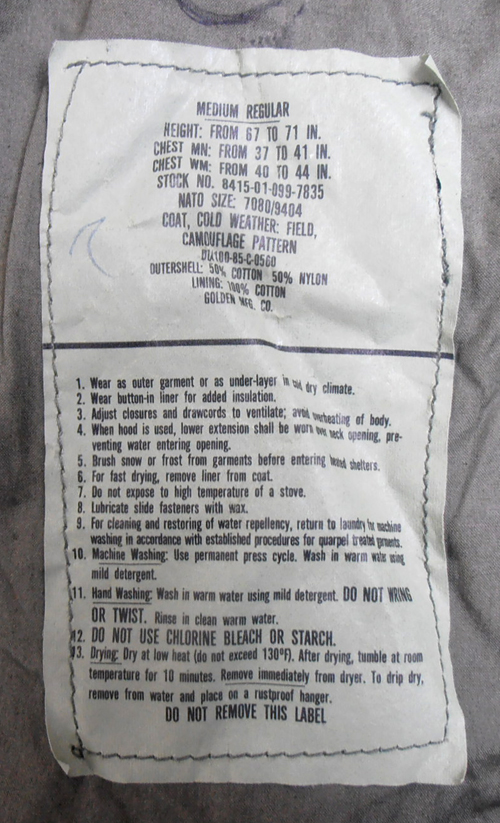 MEDIUM REGULAR
HEIGHT: FROM 67 TO 71 IN.
CHEST MN: FROM 37 TO 41 IN.
CHEST WM: FROM 40 TO 44 IN.
STOCK NO. 8415-01-099-7835
NATO SIZE: 7080/9404
COAT, COLD WEATHER: FIELD,
CAMOUFLAGE PATTERN
DLA100-85-C-0560
OUTERSHELL: 50% COTTON 50% NYLON
LINING: 100% COTTON
GOLDEN MFG. CO.
1. Wear as outer garment or as under-layer in cold, dry climate.
2. Wear button-in liner for added insulation.
3. Adjust closures and drawcords to ventilate; avoid overheating of body.
4. When hood is used, lower extension shall be worn over neck opening, pre-
venting water entering opening.
5. Brush snow or frost from garments before entering heated shelters.
6. For fast drying, remove liner from coat.
7. Do not expose to high temperature of a stove.
8. Lubricate slide fasteners with wax.
9. For cleaning and restoring of water repellency, return to laundry for machine
washing in accordance with established procedures for quarpel treated garments.
10. Machine Washing: Use permanent press cycle. Wash in warm water using
mild detergent.
11. Hand Washing: Wash in warm water using mild detergent. DO NOT WRING
OR TWIST. Rinse in clean warm water.
12. DO NOT USE CHLORINE BLEACH OR STARCH.
13. Drying: Dry at low heat (do not exceed 130°F). After drying, tumble at room
temperature for 10 minutes. Remove immediately from dryer. To drip dry,
remove from water and place on a rustproof hanger.
DO NOT REMOVE THIS LABEL